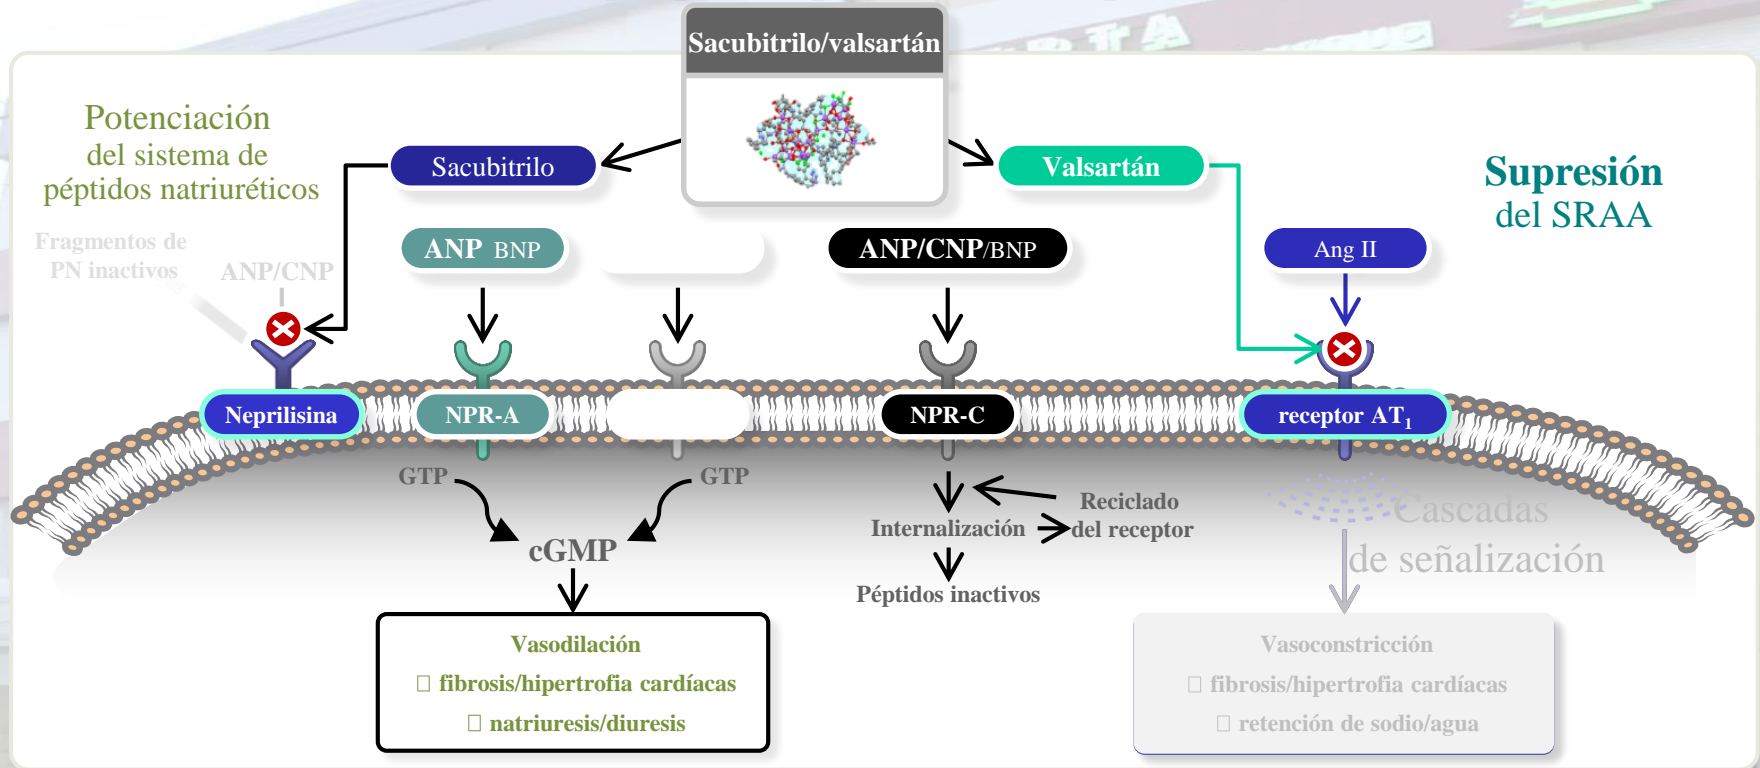 Sacubitrilo/valsartán
Potenciación
del sistema de
péptidos natriuréticos
Sacubitrilo
Valsartán
Supresión
del SRAA
Fragmentos de
PN inactivos
ANP/CNP
ANP BNP
ANP/CNP/BNP
Ang II
Neprilisina
NPR-A
NPR-C
receptor AT1
GTP
GTP
cGMP
Internalización
Reciclado
del receptor
Péptidos inactivos
Cascadas
de señalización
Vasodilación
fibrosis/hipertrofia cardíacas
natriuresis/diuresis
Vasoconstricción
fibrosis/hipertrofia cardíacas
retención de sodio/agua